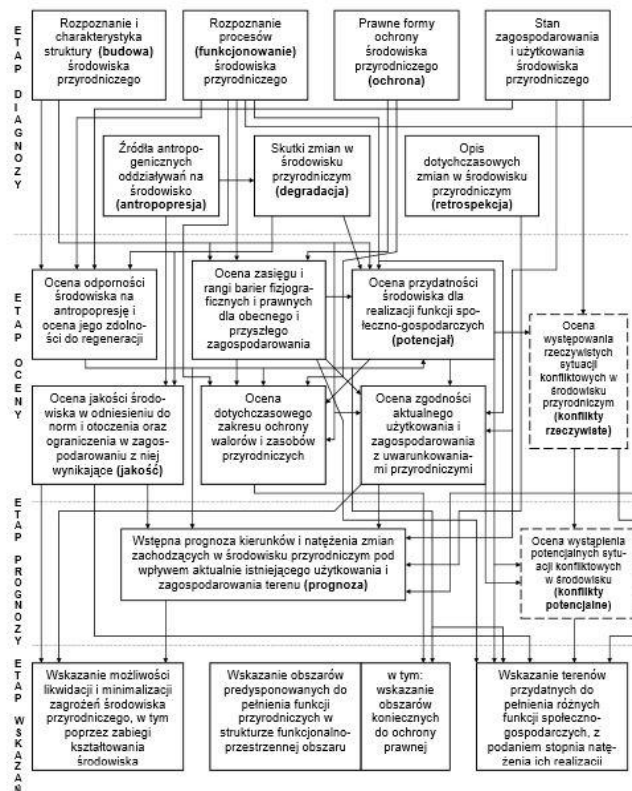 ETAP DIAGNOZY
Rozpoznanie i
charakterystyka
struktury (budowa)
środowiska
przyrodniczego
Rozpoznanie
procesów
(funkcjonowanie)
środowiska
przyrodniczego
Prawne formy
ochrony
środowiska
przyrodniczego
(ochrona)
Stan
zagospodarowania
i użytkowania
środowiska
przyrodniczego
Źródła antropo-
genicznych
oddziaływań na
środowisko
(antropopresja)
Skutki zmian w
środowisku
przyrodniczym
(degradacja)
Opis
dotychczasowych
zmian w środowisku
przyrodniczym
(retrospekcja)
ETAP OCENY
Ocena odporności
środowiska na
antropopresję i
ocena jego zdolno-
ści do regeneracji
Ocena zasięgu i
rangi barier fizjogra-
ficznych i prawnych
dla obecnego i
przyszłego
zagospodarowania
Ocena przydatności
środowiska dla
realizacji funkcji spo-
łeczno-gospodarczych
(potencjał)
Ocena
występowania
rzeczywistych
sytuacji
konfliktowych w
środowisku
przyrodniczym
(konflikty
rzeczywiste)
Ocena jakości środo-
wiska w odniesieniu do
norm i otoczenia oraz
ograniczenia w zagos-
podarowaniu z niej
wynikające (jakość)
Ocena
dotychczasowego
zakresu ochrony
walorów i zasobów
przyrodniczych
Ocena zgodności
aktualnego
użytkowania i
zagospodarowania
z uwarunkowania-
mi przyrodniczymi
ETAP PROGNOZY
Wstępna prognoza kierunków i natężenia zmian
zachodzących w środowisku przyrodniczym pod
wpływem aktualnie istniejącego użytkowania i
zagospodarowania terenu (prognoza)
Ocena wystąpienia
potencjalnych sytu-
acji konfliktowych
w środowisku
(konflikty
potencjalne)
ETAP WSKAZAŃ
Wskazanie możliwości
likwidacji i minimalizacji
zagrożeń środowiska
przyrodniczego, w tym
poprzez zabiegi
kształtowania
środowiska
Wskazanie obszarów
predysponowanych do
pełnienia funkcji
przyrodniczych w
strukturze funkcjonalno-
przestrzennej obszaru
w tym:
wskazanie
obszarów
koniecznych
do ochrony
prawnej
Wskazanie terenów
przydatnych do
pełnienia różnych
funkcji społeczno-
gospodarczych, z
podaniem stopnia natę-
żenia ich realizacji